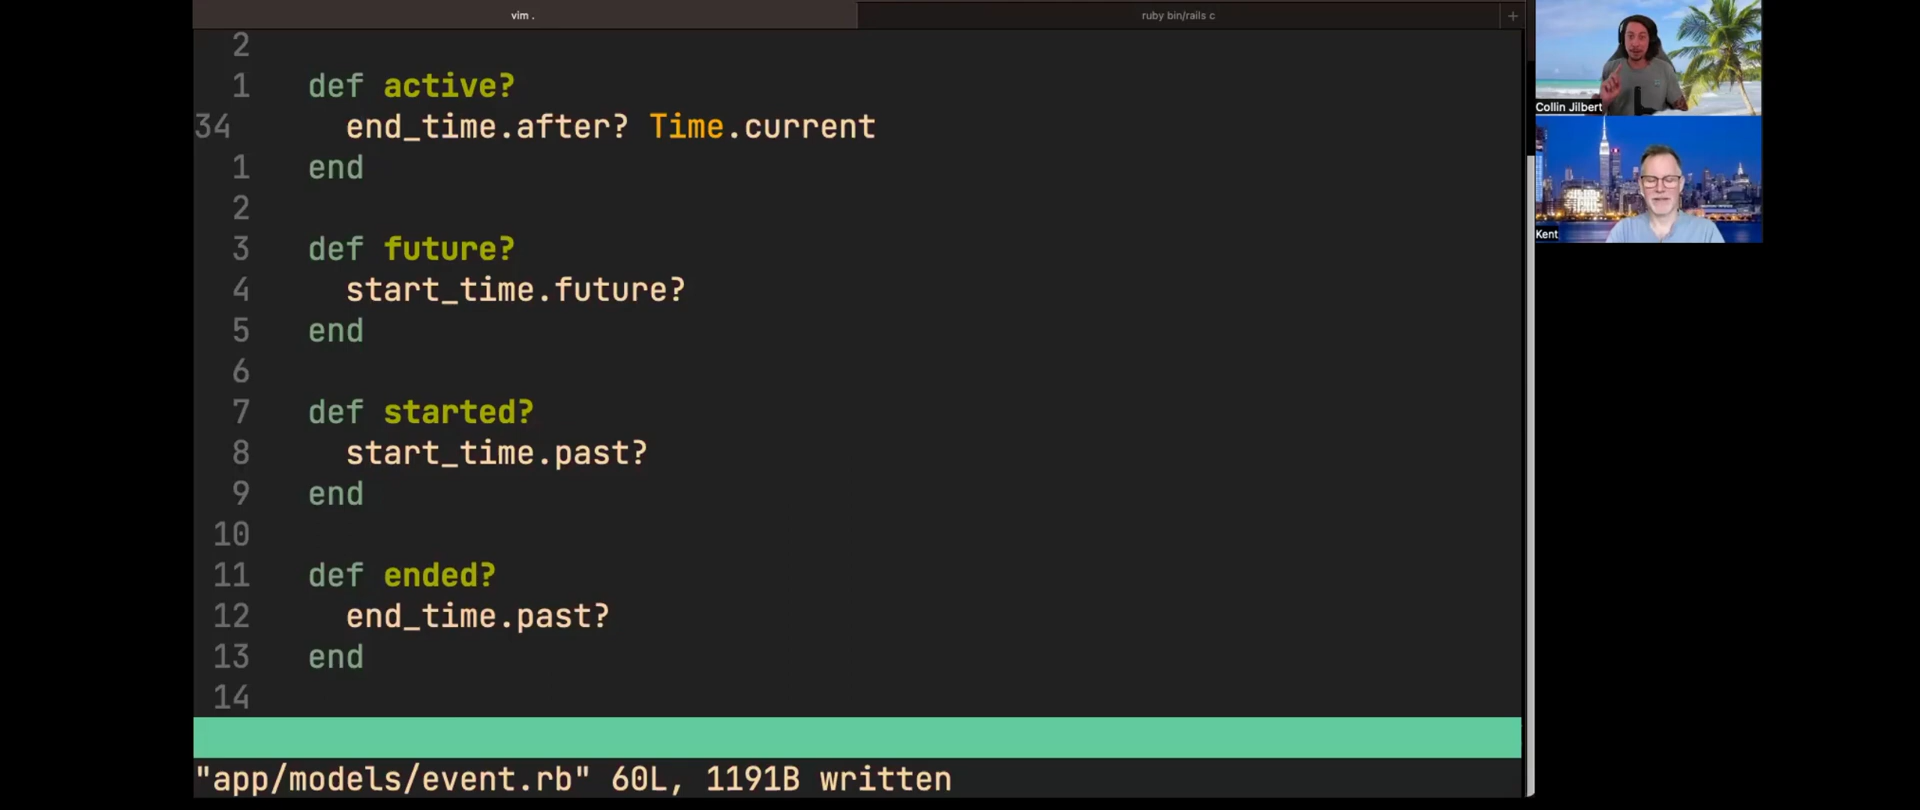 vim .
ruby bin/rails c
+
2
1 def active?
34 end_time.after? Time.current
1 end
2
3 def future?
4 start_time.future?
5 end
6
7 def started?
8 start_time.past?
9 end
10
11 def ended?
12 end_time.past?
13 end
14
"app/models/event.rb" 60L, 1191B written
Collin Jilbert
Kent